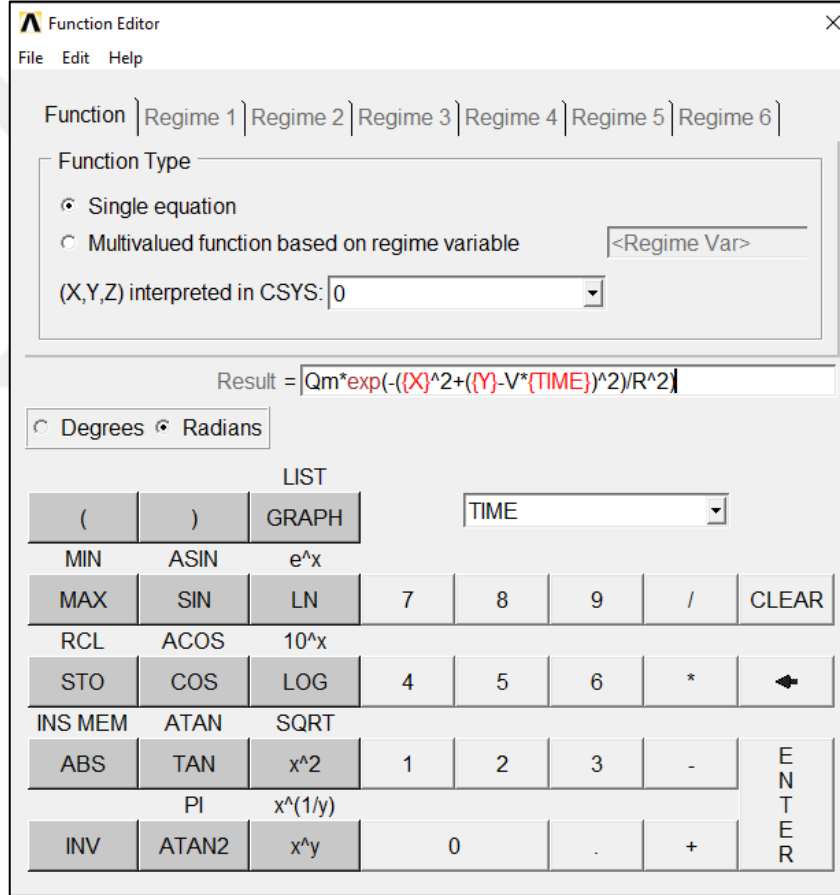 Function Editor
File Edit Help
Function Regime 1 Regime 2 Regime 3 Regime 4 Regime 5 Regime 6
Function Type
Single equation
Multivalued function based on regime variable <Regime Var>
(X,Y,Z) interpreted in CSYS: 0
Result = Qm*exp(-({X}^2+({Y}-V*{TIME})^2)/R^2)
Degrees Radians
LIST
( ) GRAPH TIME
MIN ASIN e^x
MAX SIN LN 7 8 9 / CLEAR
RCL ACOS 10^x
STO COS LOG 4 5 6 *
INS MEM ATAN SQRT
ABS TAN x^2 1 2 3 - ENTER
PI x^(1/y)
INV ATAN2 x^y 0 . +